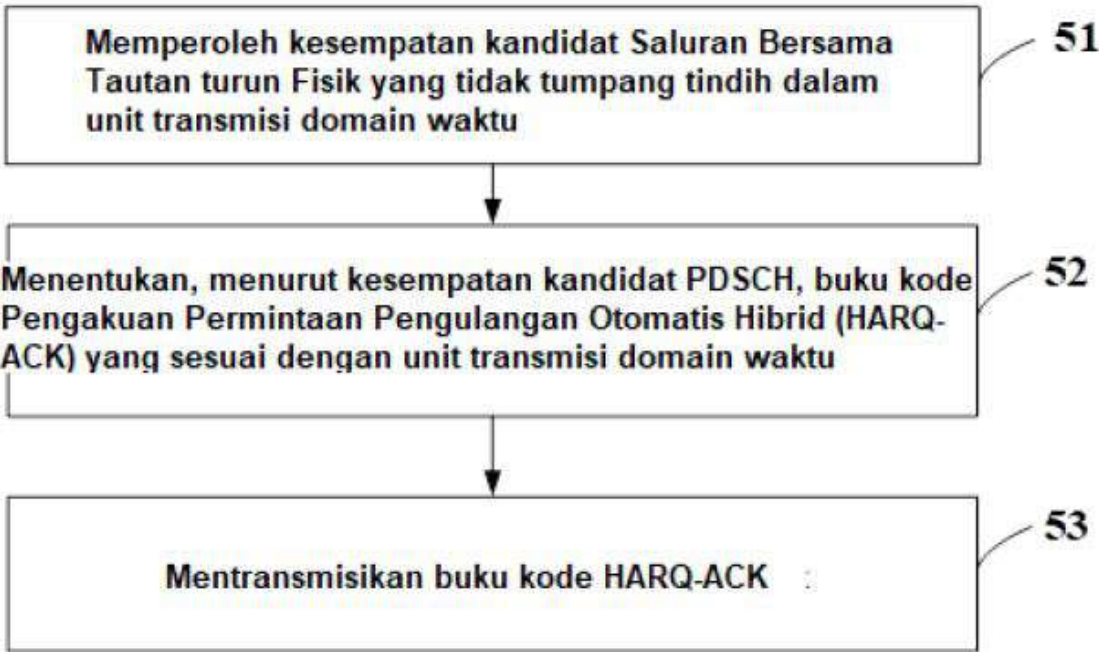 Memperoleh kesempatan kandidat Saluran Bersama
Tautan turun Fisik yang tidak tumpang tindih dalam
unit transmisi domain waktu
51
Menentukan, menurut kesempatan kandidat PDSCH, buku kode
Pengakuan Permintaan Pengulangan Otomatis Hibrid (HARQ-
ACK) yang sesuai dengan unit transmisi domain waktu
52
Mentransmisikan buku kode HARQ-ACK :
53